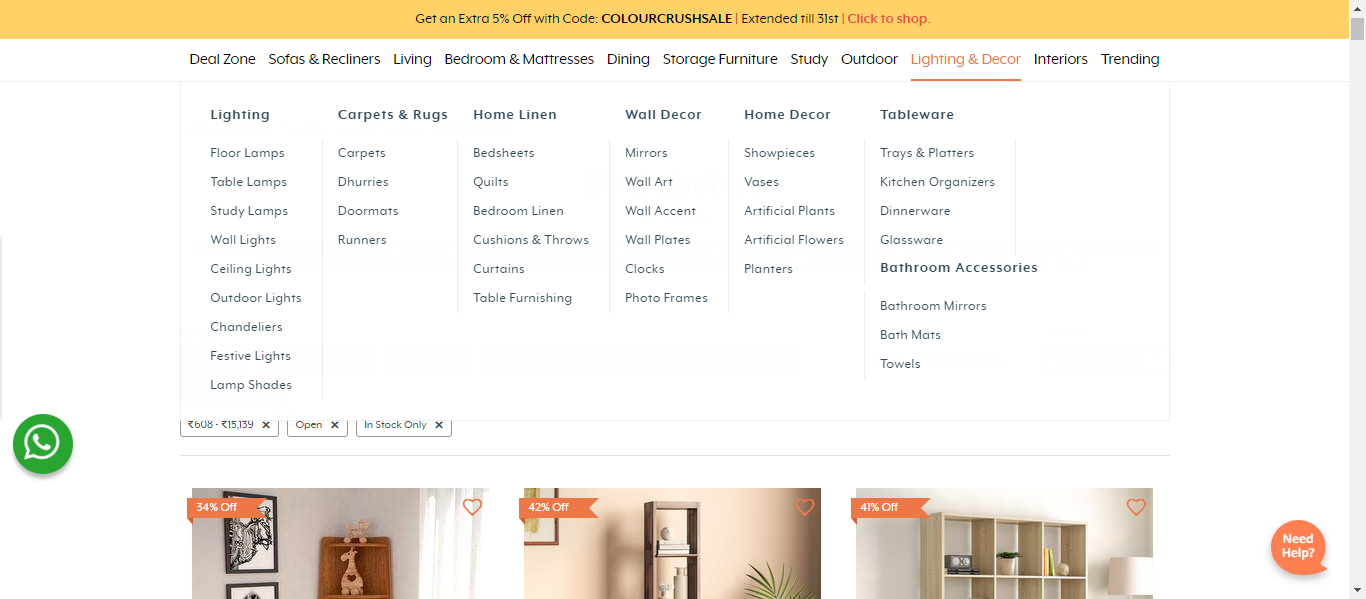 Get an Extra 5% Off with Code: COLOURCRUSHSALE | Extended till 31st | Click to shop.
Deal Zone Sofas & Recliners Living Bedroom & Mattresses Dining Storage Furniture Study Outdoor Lighting & Decor Interiors Trending
Lighting
Floor Lamps
Table Lamps
Study Lamps
Wall Lights
Ceiling Lights
Outdoor Lights
Chandeliers
Festive Lights
Lamp Shades
Carpets & Rugs
Carpets
Dhurries
Doormats
Runners
Home Linen
Bedsheets
Quilts
Bedroom Linen
Cushions & Throws
Curtains
Table Furnishing
Wall Decor
Mirrors
Wall Art
Wall Accent
Wall Plates
Clocks
Photo Frames
Home Decor
Showpieces
Vases
Artificial Plants
Artificial Flowers
Planters
Tableware
Trays & Platters
Kitchen Organizers
Dinnerware
Glassware
Bathroom Accessories
Bathroom Mirrors
Bath Mats
Towels
₹608 - ₹15,139 × Open × In Stock Only ×
34% Off
42% Off
41% Off
Need
Help?